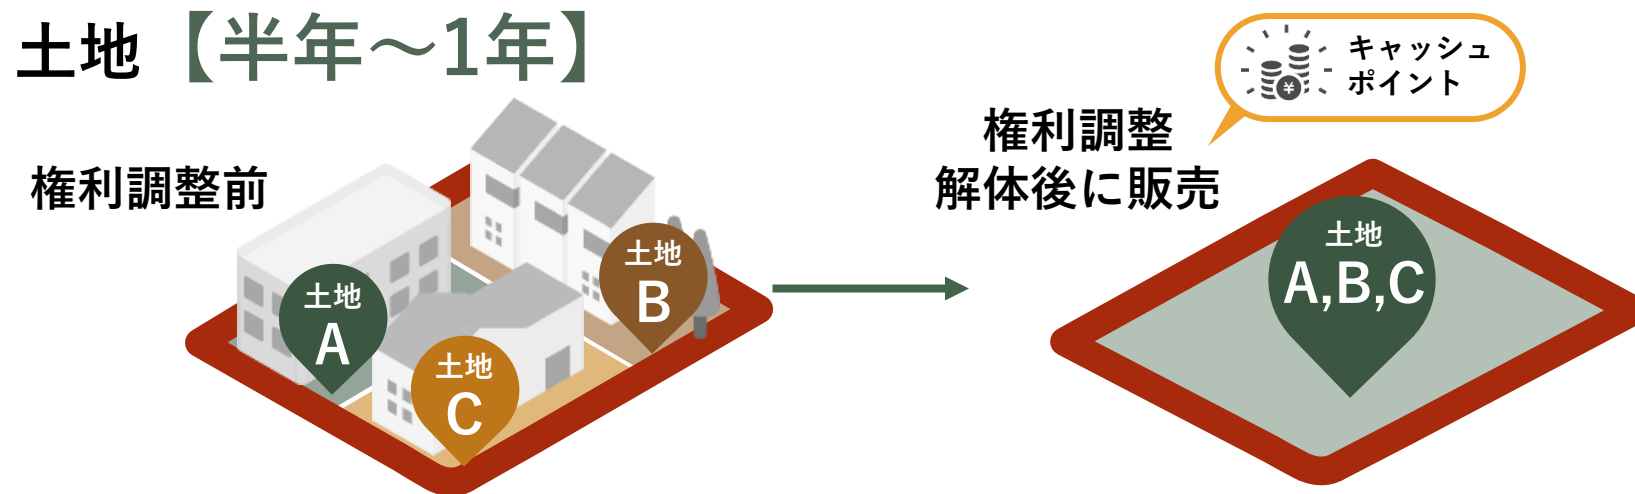 土地【半年〜1年】
権利調整前
土地
A
土地
B
土地
C
キャッシュ
ポイント
¥
権利調整
解体後に販売
土地
A,B,C